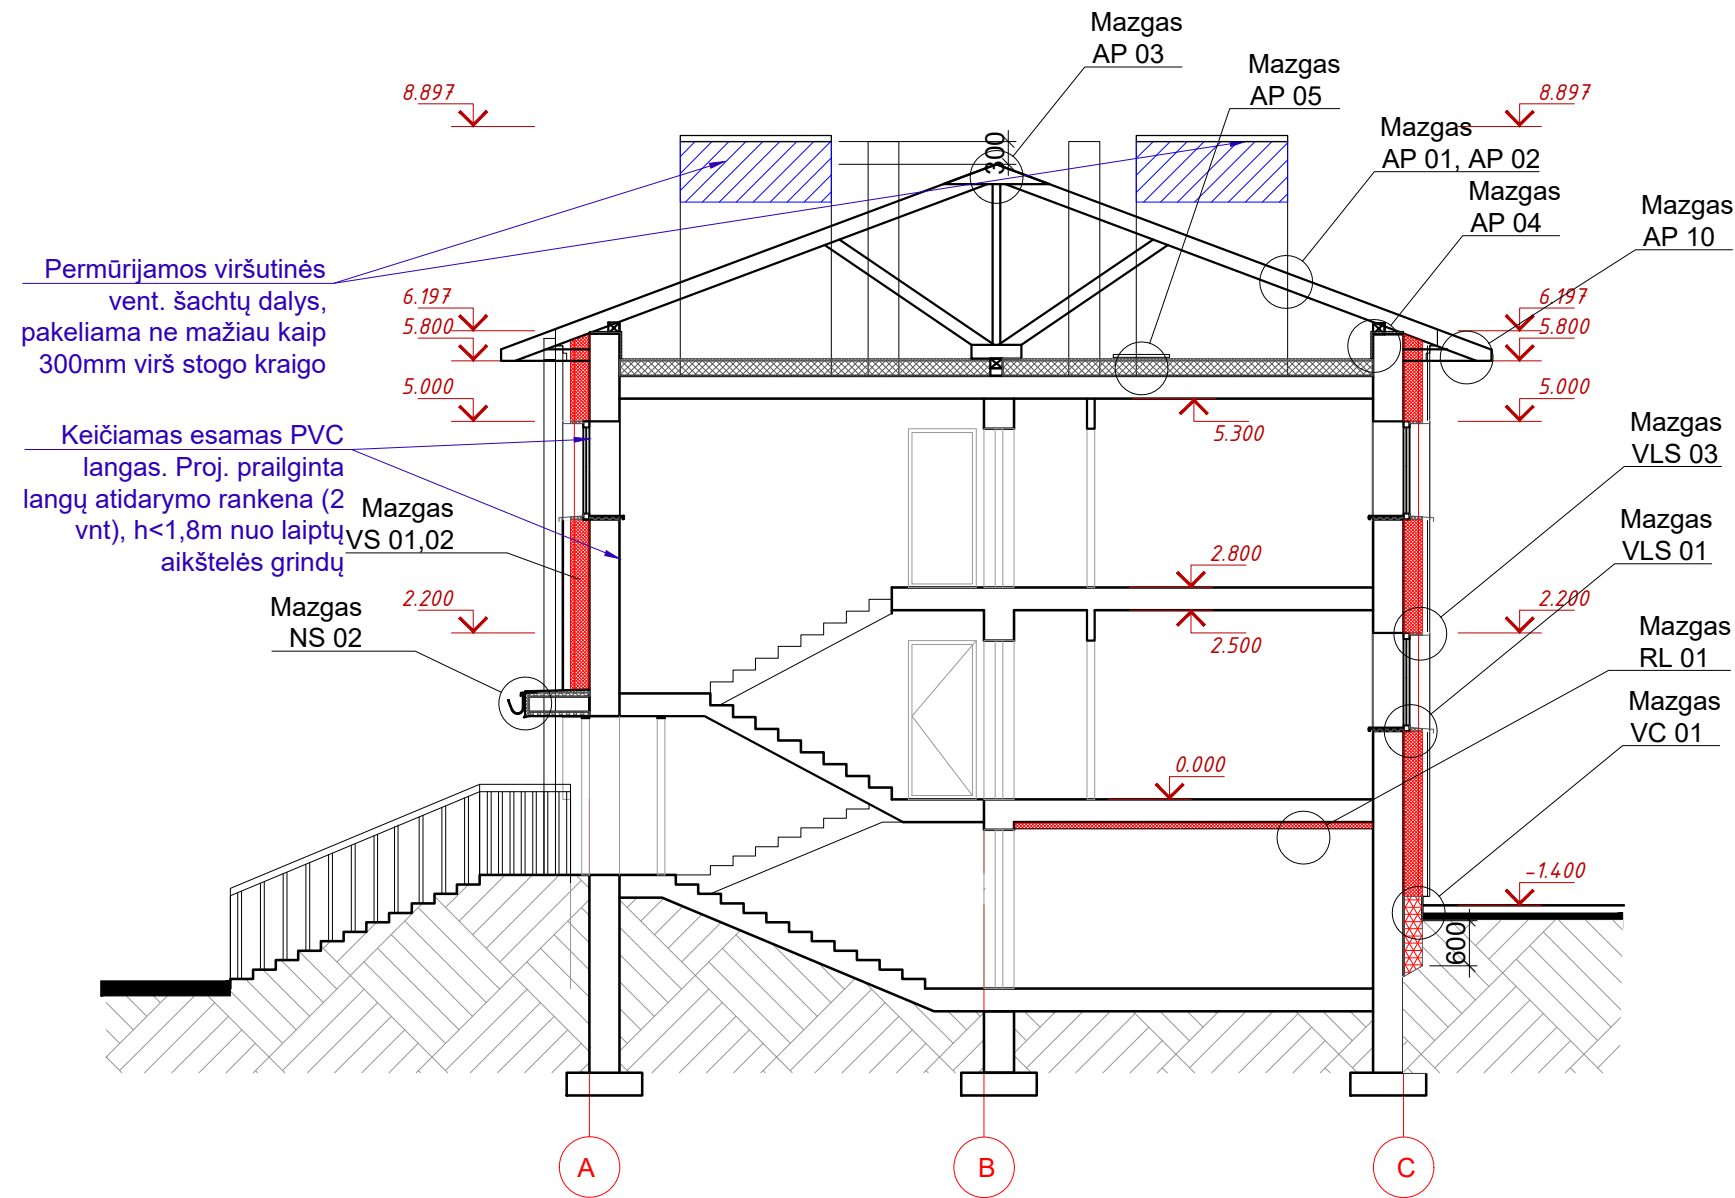 Mazgas
AP 03
Mazgas
AP 05
8.897
8.897
Mazgas
AP 01, AP 02
300
Mazgas
AP 04
Mazgas
AP 10
Permūrijamos viršutinės
vent. šachtų dalys,
pakeliama ne mažiau kaip
300mm virš stogo kraigo
6.197
5.800
6.197
5.800
5.000
5.000
5.300
Keičiamas esamas PVC
langas. Proj. prailginta
langų atidarymo rankena (2
vnt), h<1,8m nuo laiptų
aikštelės grindų
Mazgas
VLS 03
Mazgas
VS 01,02
Mazgas
VLS 01
2.800
2.200
2.200
2.500
Mazgas
NS 02
Mazgas
RL 01
Mazgas
VC 01
0.000
-1.400
600
A
B
C